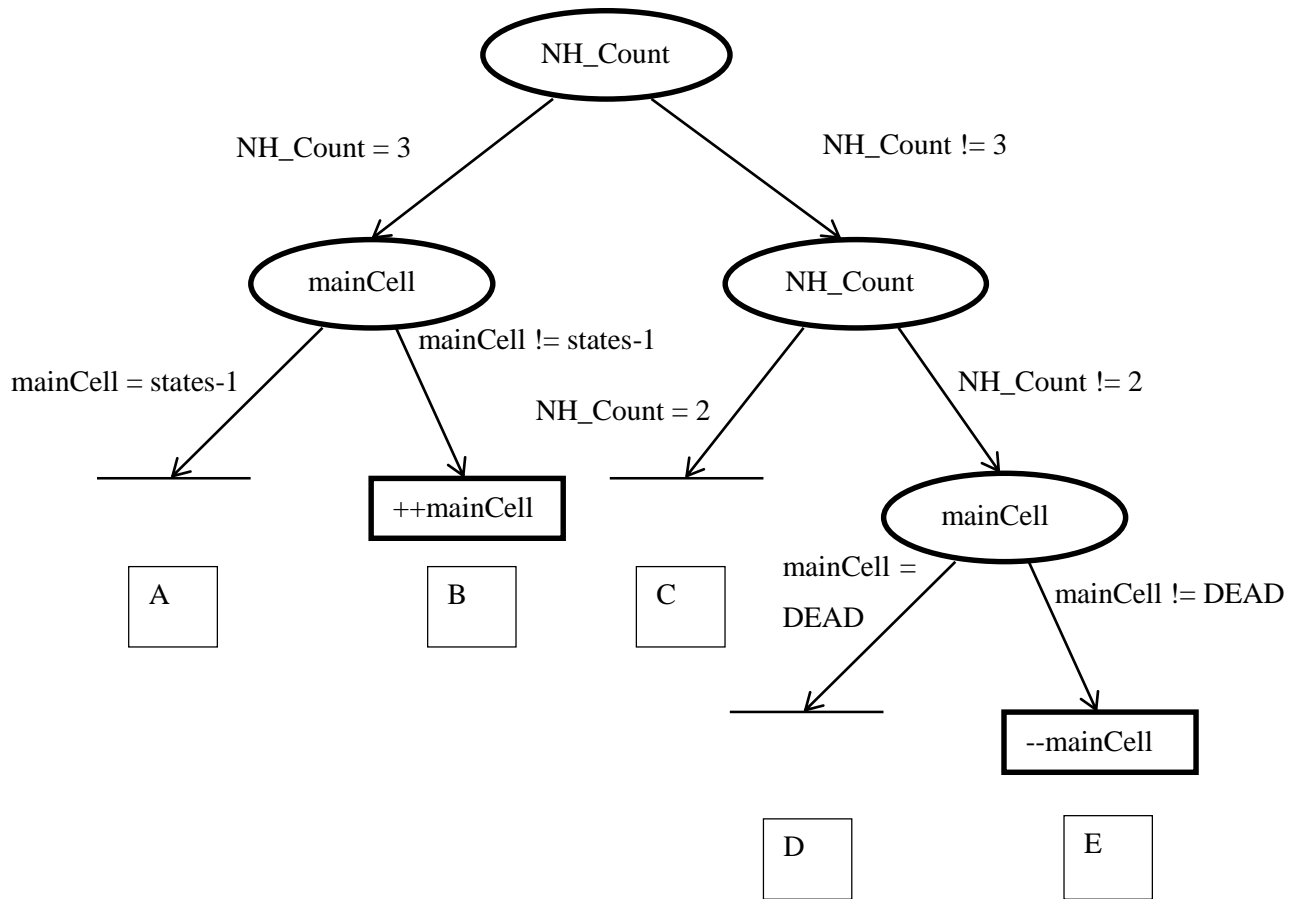 NH_Count
NH_Count = 3
NH_Count != 3
mainCell
NH_Count
mainCell != states-1
mainCell = states-1
NH_Count != 2
NH_Count = 2
++mainCell
mainCell
mainCell =
DEAD
mainCell != DEAD
A
B
C
--mainCell
D
E